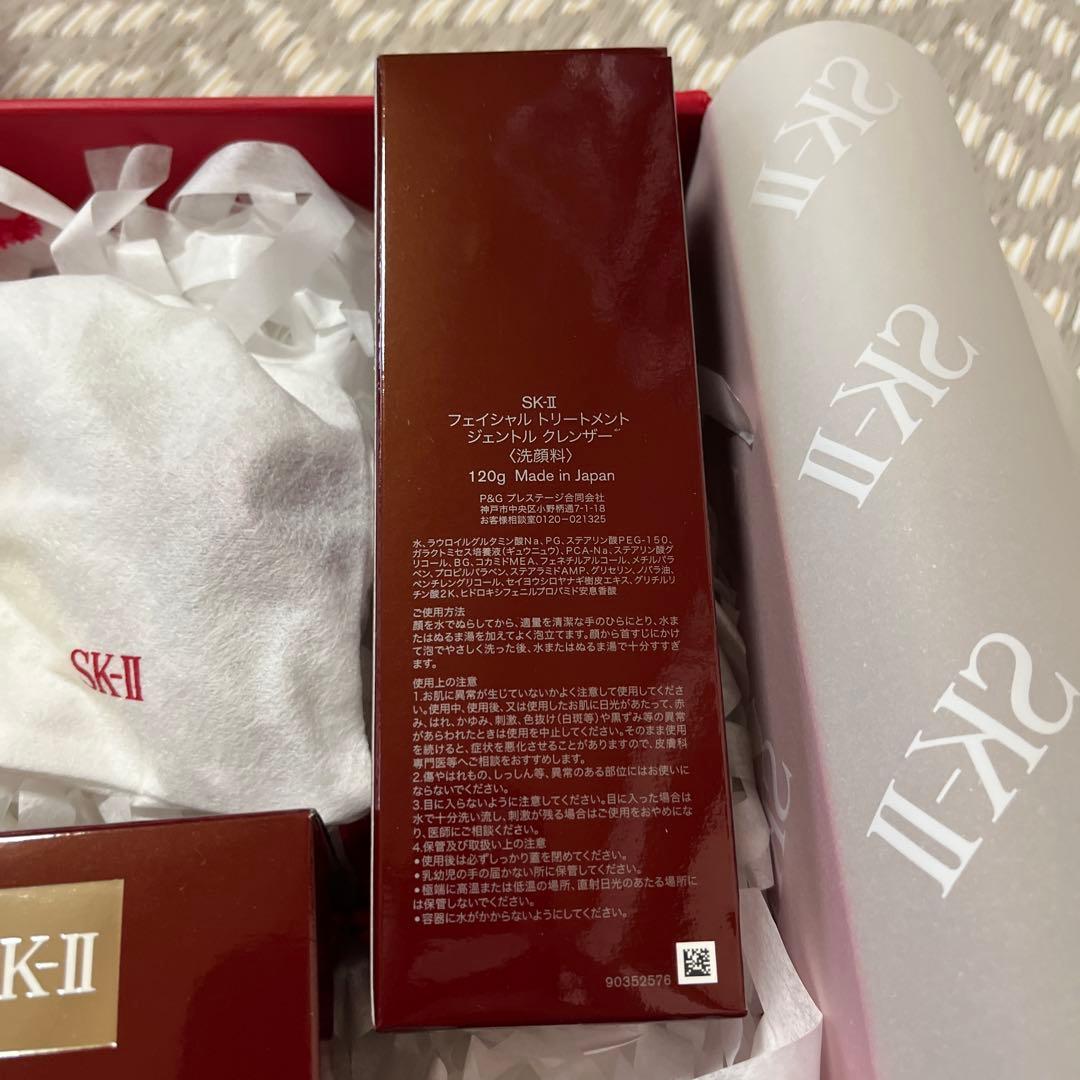 SK-II
フェイシャル トリートメント
ジェントル クレンザー
〈洗顔料〉
120g Made in Japan
P&G プレステージ合同会社
神戸市中央区小野柄通7-1-18
お客様相談室0120-021325
水、ラウロイルグルタミン酸Na、PG、ステアリン酸PEG-150、
ガラクトミセス培養液(ギュウニュウ)、PCA-Na、ステアリン酸グ
リコール、BG、コカミドMEA、フェネチルアルコール、メチルパラ
ベン、プロピルパラベン、ステアラミドAMP、グリセリン、ノバラ油、
ペンチレングリコール、セイヨウシロヤナギ樹皮エキス、グリチルリ
チン酸2K、ヒドロキシフェニルプロパミド安息香酸
ご使用方法
顔を水でぬらしてから、適量を清潔な手のひらにとり、水ま
たはぬるま湯を加えてよく泡立てます。顔から首すじにかけ
て泡でやさしく洗った後、水またはぬるま湯で十分すすぎ
ます。
使用上の注意
1.お肌に異常が生じていないかよく注意して使用してくださ
い。使用中、使用後、又は使用したお肌に日光があたって、赤
み、はれ、かゆみ、刺激、色抜け(白斑等)や黒ずみ等の異常
があらわれたときは使用を中止してください。そのまま使用
を続けると、症状を悪化させることがありますので、皮膚科
専門医等へご相談をおすすめします。
2.傷やはれもの、しっしん等、異常のある部位にはお使いに
ならないでください。
3.目に入らないように注意してください。目に入った場合は
水で十分洗い流し、刺激が残る場合はご使用をおやめにな
り、医師にご相談ください。
4.保管及び取扱い上の注意
●使用後は必ずしっかり蓋を閉めてください。
●乳幼児の手の届かない所に保管してください。
●極端に高温または低温の場所、直射日光のあたる場所に
は保管しないでください。
●容器に水がかからないようにしてください。
90352576
SK-II
K-II
SK-II
SK-II
SK-II
SK